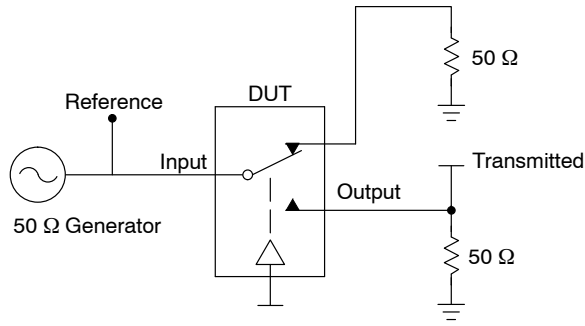 50 Ω
DUT
Reference
Input
Transmitted
Output
50 Ω Generator
50 Ω